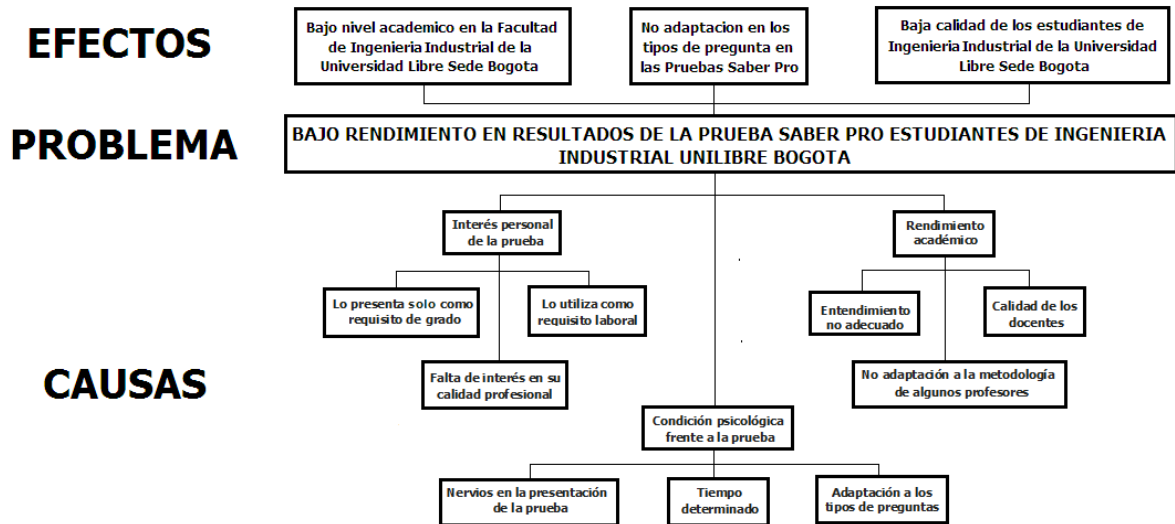 EFECTOS
Bajo nivel academico en la Facultad
de Ingenieria Industrial de la
Universidad Libre Sede Bogota
No adaptacion en los
tipos de pregunta en
las Pruebas Saber Pro
Baja calidad de los estudiantes de
Ingenieria Industrial de la Universidad
Libre Sede Bogota
PROBLEMA
BAJO RENDIMIENTO EN RESULTADOS DE LA PRUEBA SABER PRO ESTUDIANTES DE INGENIERIA
INDUSTRIAL UNILIBRE BOGOTA
Interés personal
de la prueba
Rendimiento
académico
Lo presenta solo como
requisito de grado
Lo utiliza como
requisito laboral
Entendimiento
no adecuado
Calidad de los
docentes
CAUSAS
Falta de interés en su
calidad profesional
No adaptación a la metodología
de algunos profesores
Condición psicológica
frente a la prueba
Nervios en la presentación
de la prueba
Tiempo
determinado
Adaptación a los
tipos de preguntas